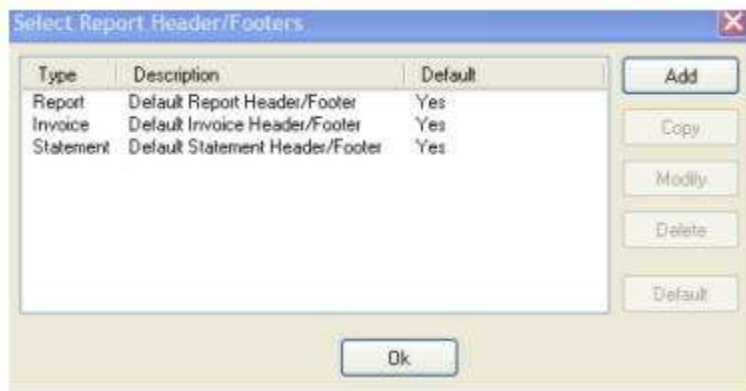 Select Report Header/Footers
Type Description Default
Report Default Report Header/Footer Yes
Invoice Default Invoice Header/Footer Yes
Statement Default Statement Header/Footer Yes
Add
Copy
Modify
Delete
Default
Ok